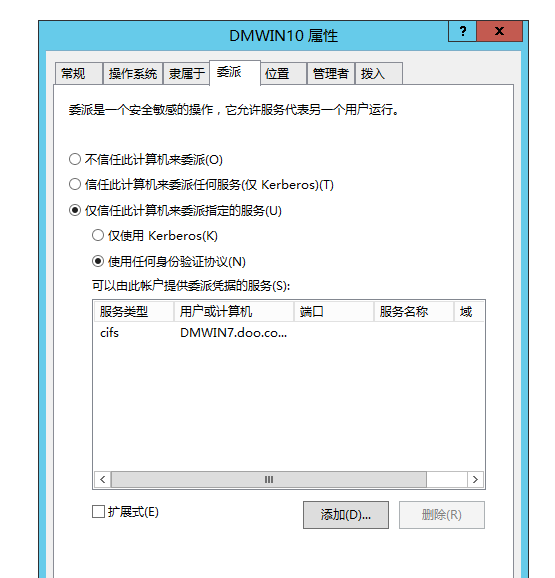 DMWIN10 属性
? x
常规 操作系统 隶属于 委派 位置 管理者 拨入
委派是一个安全敏感的操作，它允许服务代表另一个用户运行。
不信任此计算机来委派(O)
信任此计算机来委派任何服务(仅 Kerberos)(T)
仅信任此计算机来委派指定的服务(U)
仅使用 Kerberos(K)
使用任何身份验证协议(N)
可以由此帐户提供委派凭据的服务(S):
服务类型 用户或计算机 端口 服务名称 域
cifs DMWIN7.doo.co...
扩展式(E) 添加(D)... 删除(R)